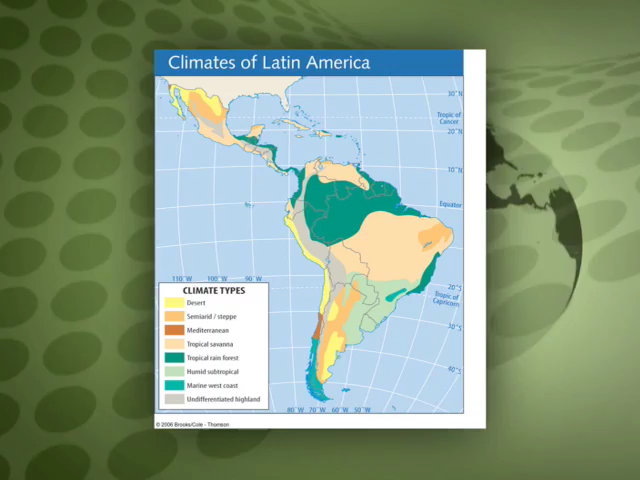 Climates of Latin America
30°N
Tropic of
Cancer
20°N
10°N
Equator
110°W 100°W 90°W
20°S
Tropic of
Capricorn
30°S
40°S
80°W 70°W 60°W 50°W
CLIMATE TYPES
Desert
Semiarid / steppe
Mediterranean
Tropical savanna
Tropical rain forest
Humid subtropical
Marine west coast
Undifferentiated highland
© 2006 Brooks/Cole - Thomson